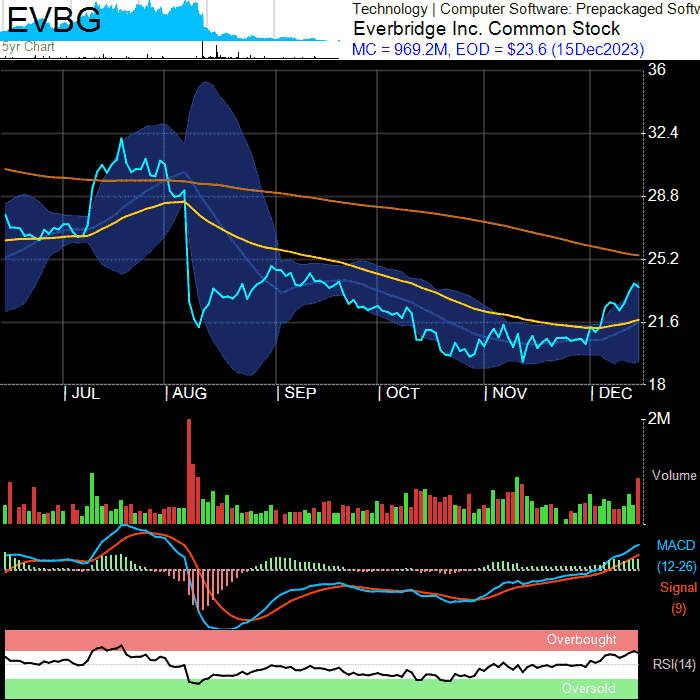 EVBG
Technology | Computer Software: Prepackaged Softw
Everbridge Inc. Common Stock
5yr Chart
MC = 969.2M, EOD = $23.6 (15Dec2023)
36
32.4
28.8
25.2
21.6
18
| JUL | AUG | SEP | OCT | NOV | DEC
2M
Volume
MACD
(12-26)
Signal
(9)
Overbought
RSI(14)
Oversold